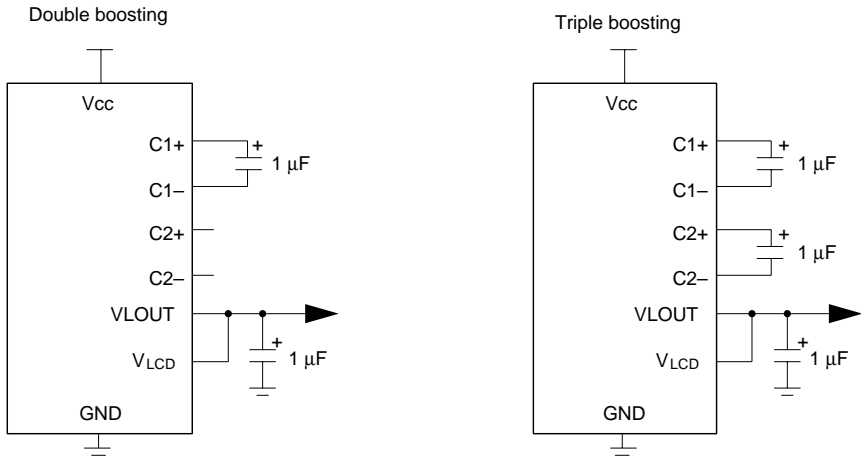 Double boosting
Vcc
C1+
+
1 μF
C1–
C2+
C2–
VLOUT
VLCD
+
1 μF
GND
Triple boosting
Vcc
C1+
+
1 μF
C1–
C2+
+
1 μF
C2–
VLOUT
VLCD
+
1 μF
GND